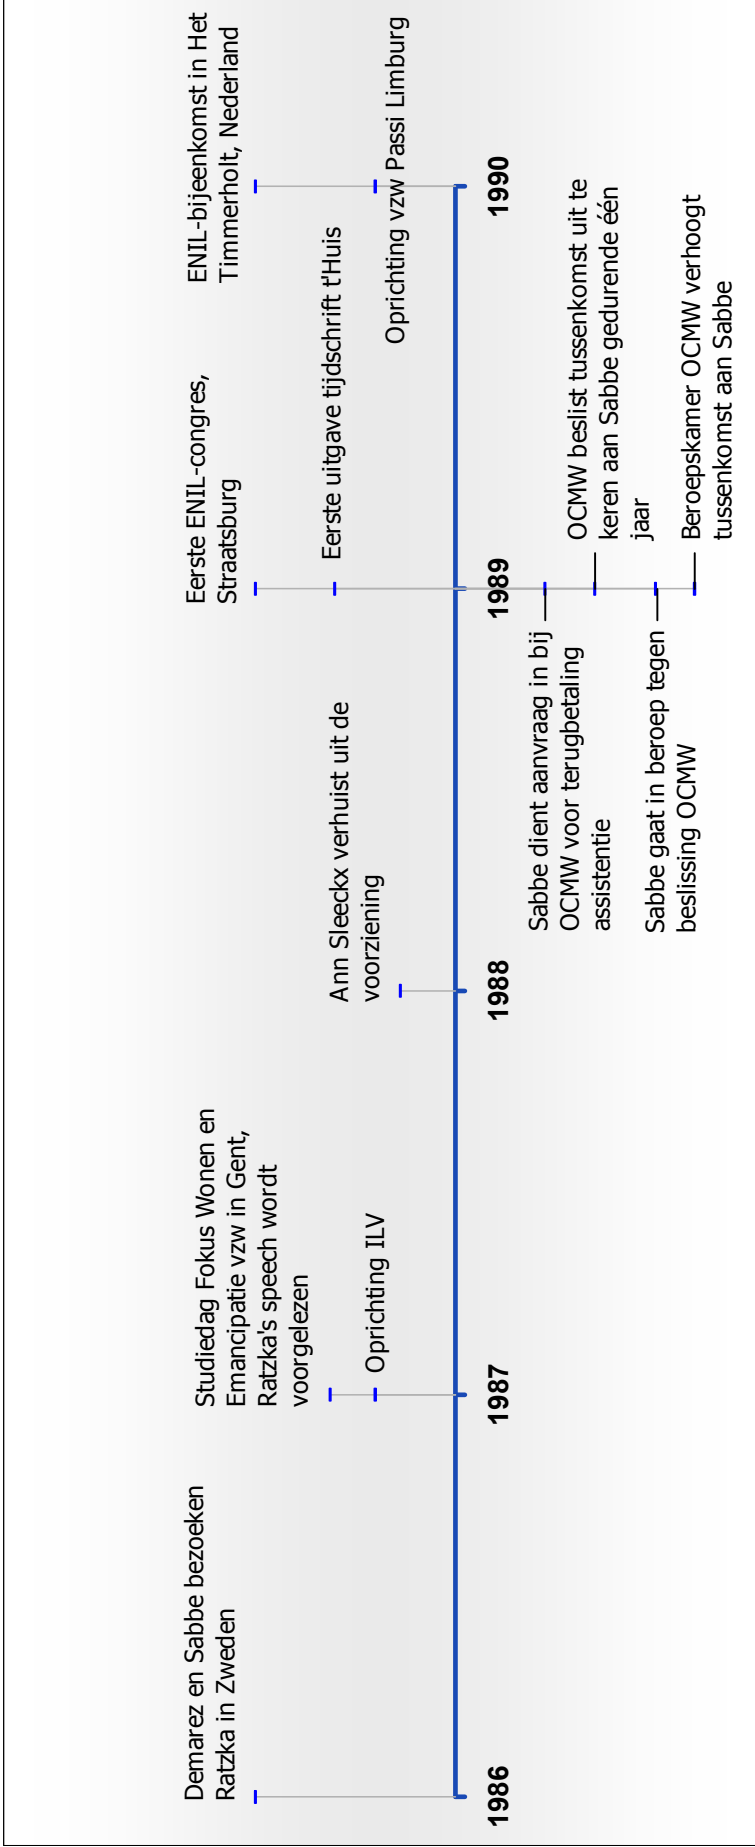 Demarez en Sabbe bezoeken
Ratzka in Zweden
1986
Studiedag Fokus Wonen en
Emancipatie vzw in Gent,
Ratzka's speech wordt
voorgelezen
Oprichting ILV
1987
Ann Sleeckx verhuist uit de
voorziening
1988
Eerste ENIL-congres,
Straatsburg
Eerste uitgave tijdschrift t'Huis
1989
Sabbe dient aanvraag in bij
OCMW voor terugbetaling
assistentie
OCMW beslist tussenkomst uit te
keren aan Sabbe gedurende één
jaar
Sabbe gaat in beroep tegen
beslissing OCMW
Beroepskamer OCMW verhoogt
tussenkomst aan Sabbe
ENIL-bijeenkomst in Het
Timmerholt, Nederland
Oprichting vzw Passi Limburg
1990